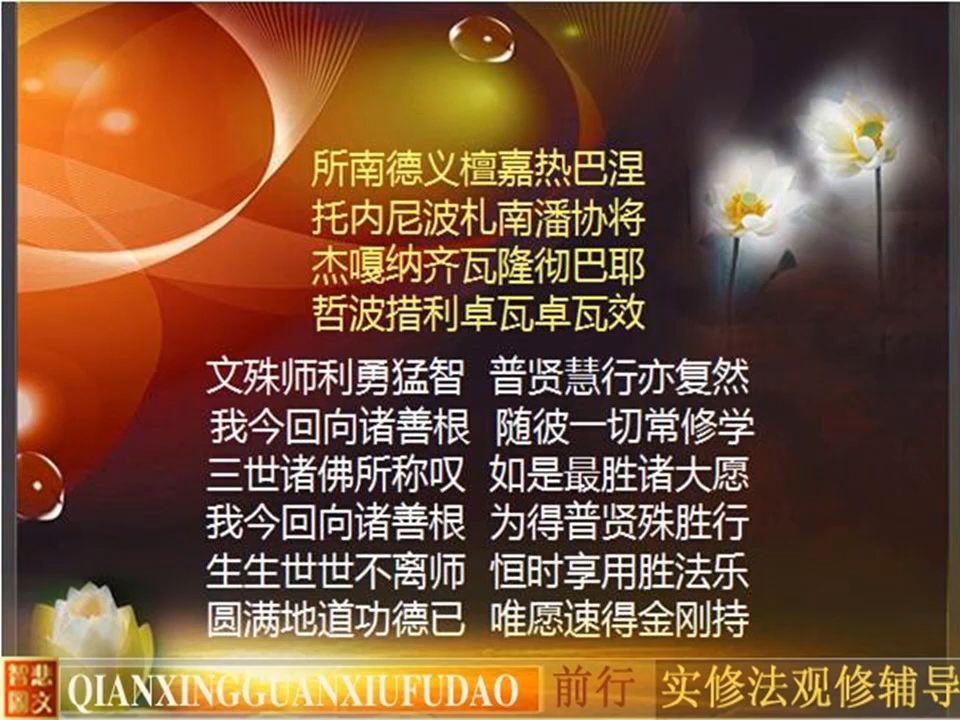 所南德义檀嘉热巴涅
托内尼波札南潘协将
杰嘎纳齐瓦隆彻巴耶
哲波措利卓瓦卓瓦效
文殊师利勇猛智 普贤慧行亦复然
我今回向诸善根 随彼一切常修学
三世诸佛所称叹 如是最胜诸大愿
我今回向诸善根 为得普贤殊胜行
生生世世不离师 恒时享用胜法乐
圆满地道功德已 唯愿速得金刚持
智悲
QIANXINGGUANXIUFUDAO 前行 实修法观修辅导